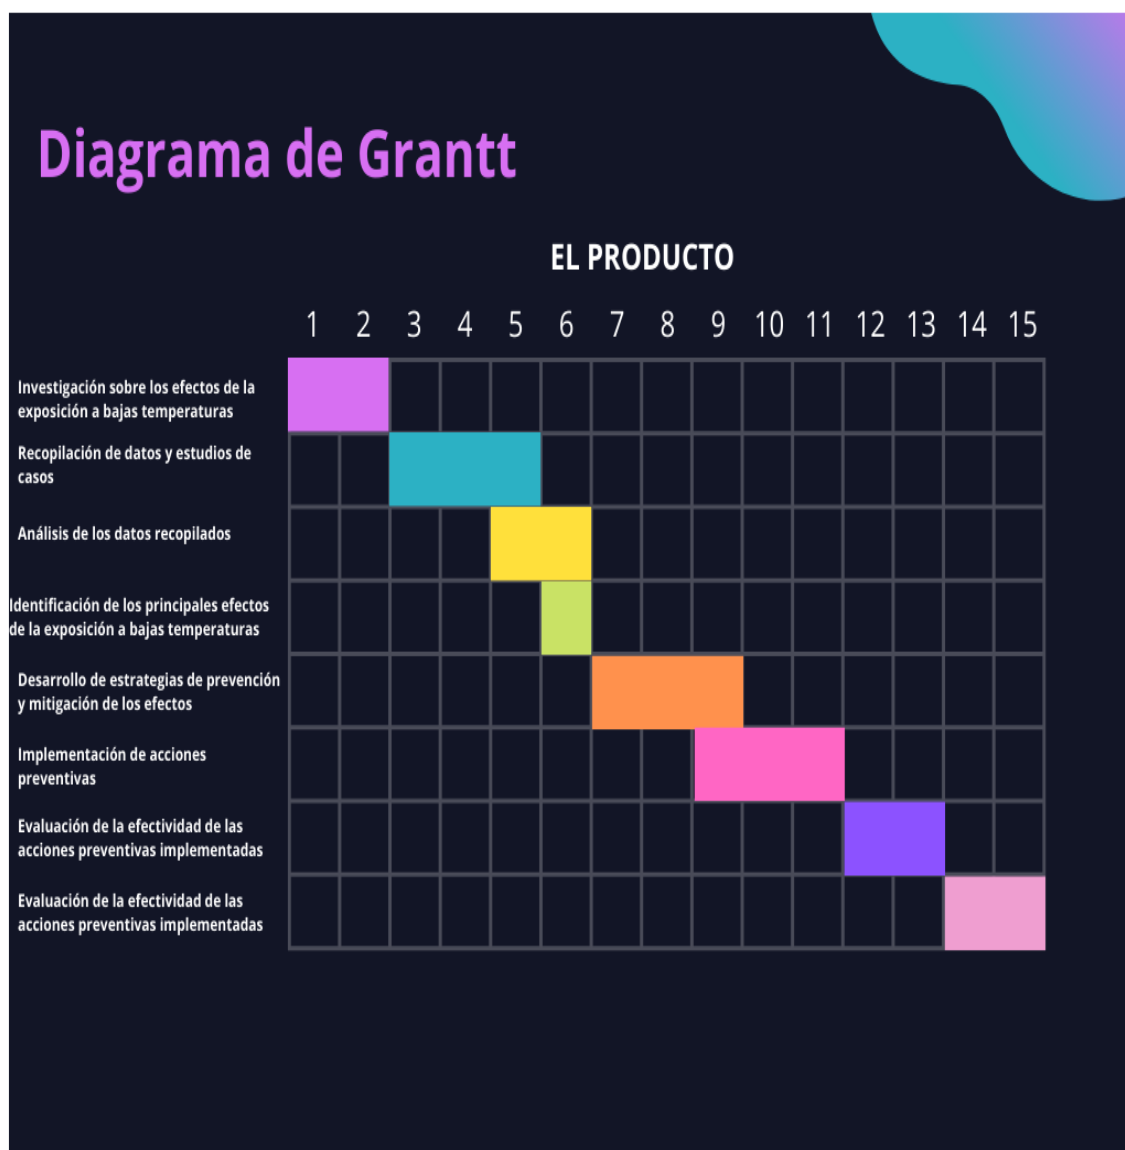 Diagrama de Grantt
EL PRODUCTO
1 2 3 4 5 6 7 8 9 10 11 12 13 14 15
Investigación sobre los efectos de la
exposición a bajas temperaturas
Recopilación de datos y estudios de
casos
Análisis de los datos recopilados
Identificación de los principales efectos
de la exposición a bajas temperaturas
Desarrollo de estrategias de prevención
y mitigación de los efectos
Implementación de acciones
preventivas
Evaluación de la efectividad de las
acciones preventivas implementadas
Evaluación de la efectividad de las
acciones preventivas implementadas